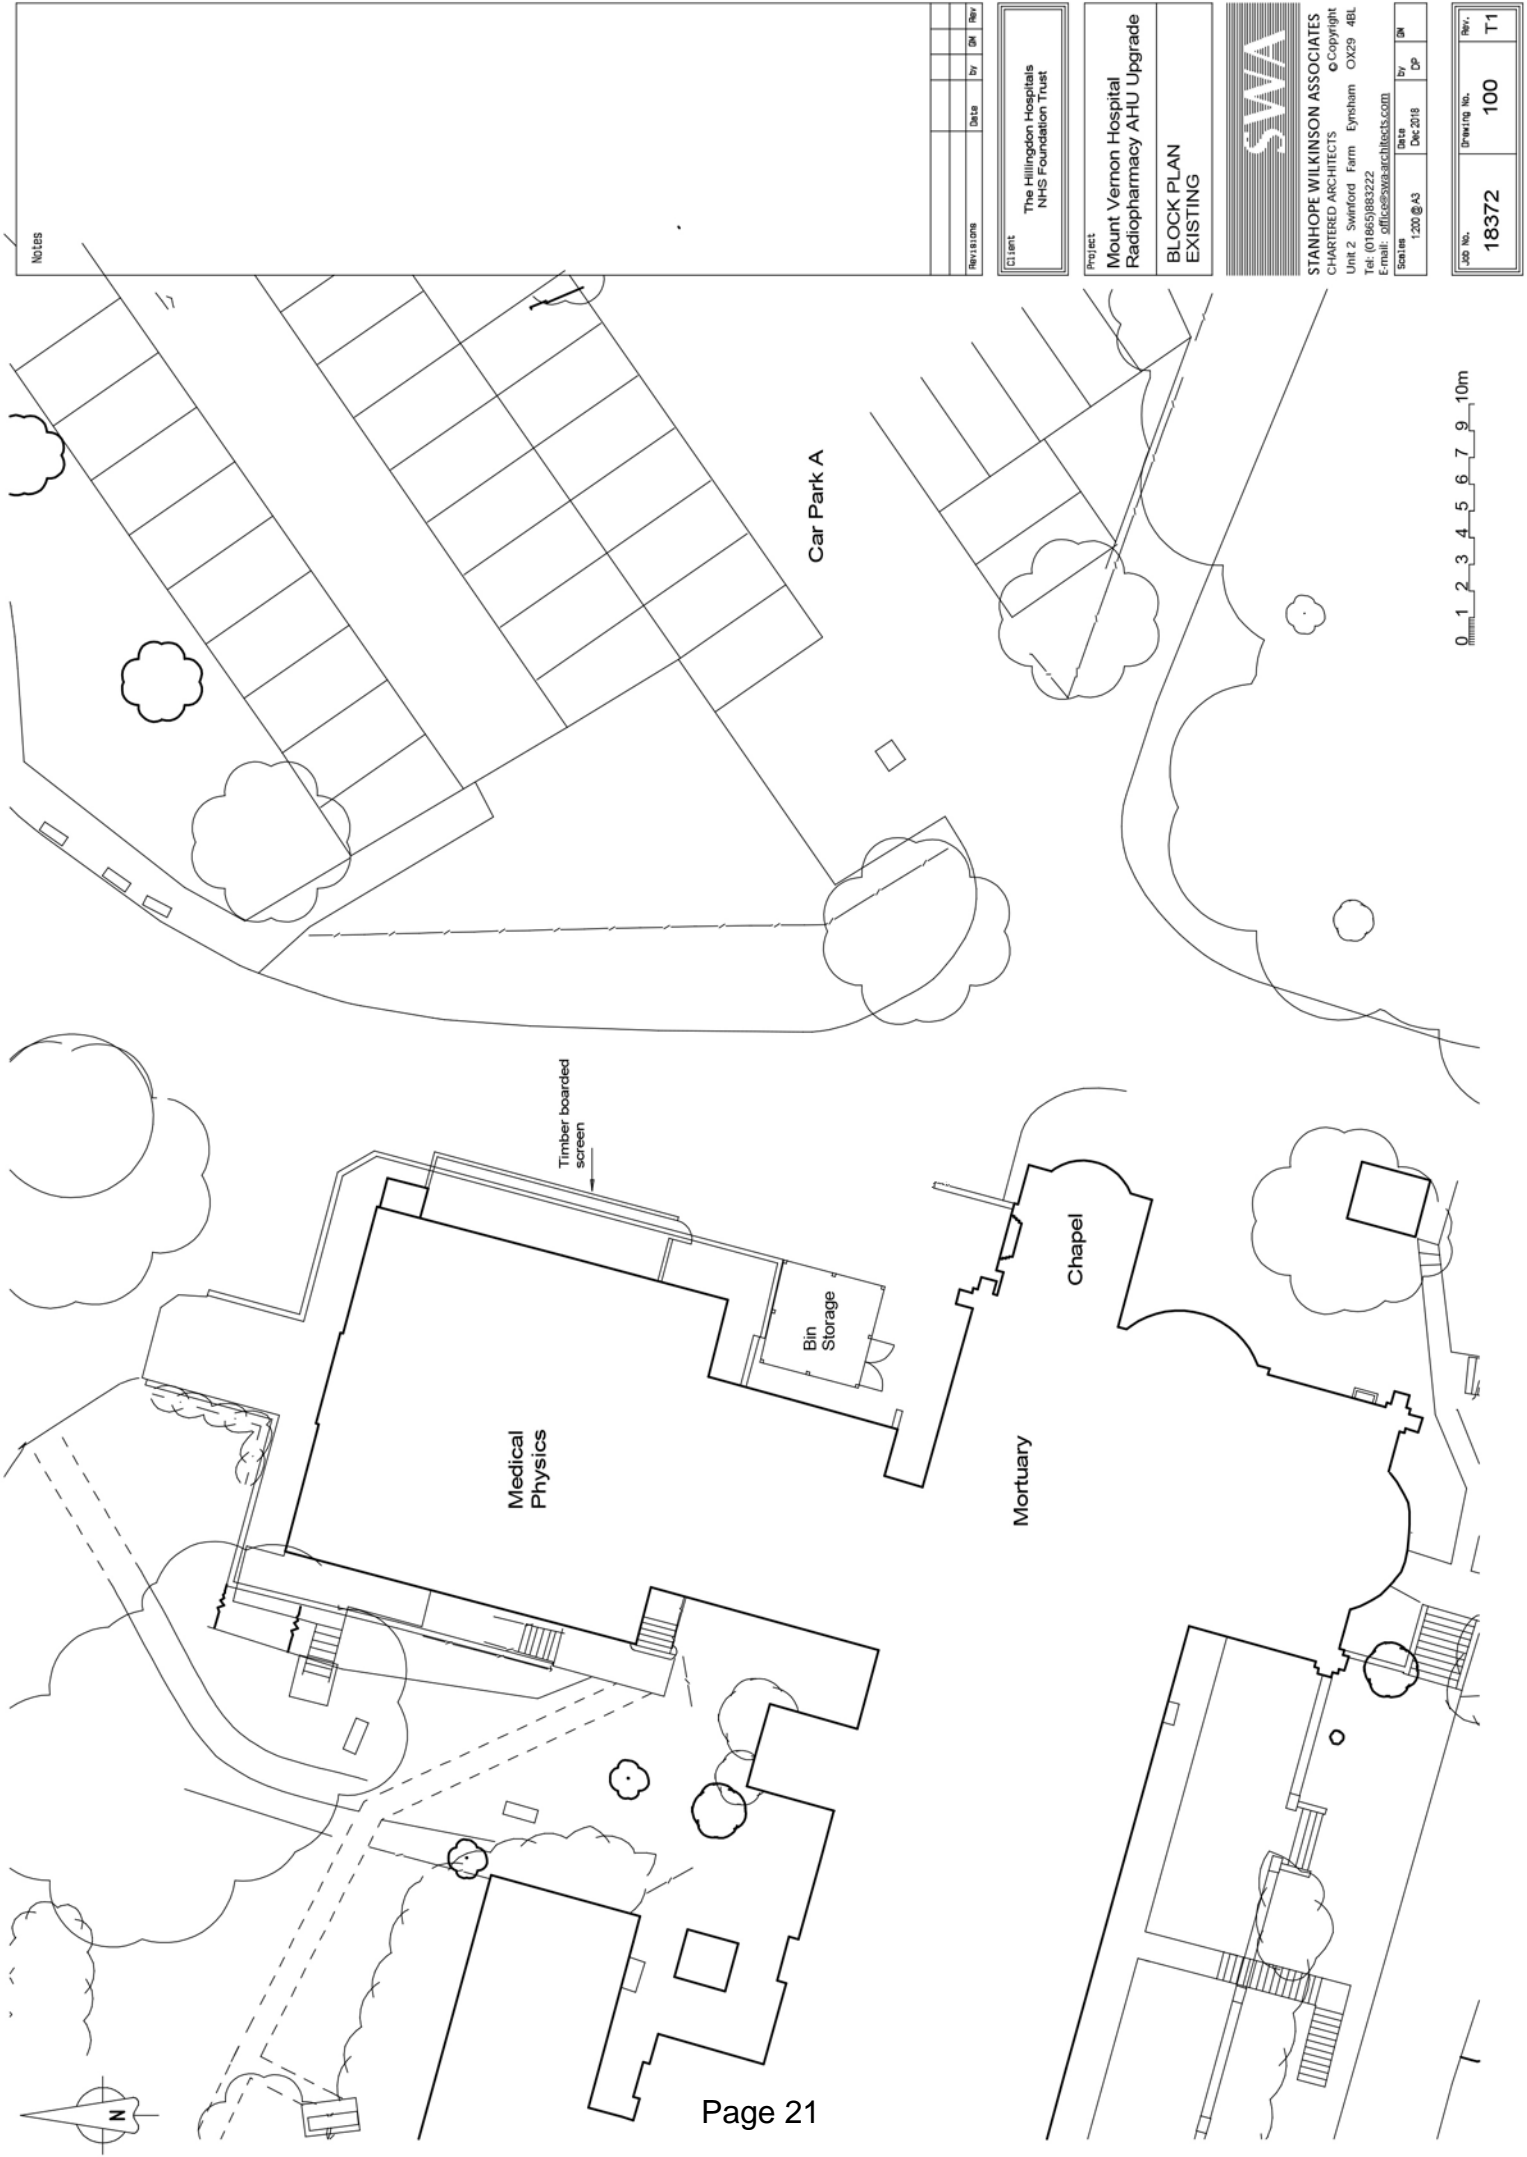 Notes
Revisions Date by GM Rev
Client
The Hillingdon Hospitals
NHS Foundation Trust
Project
Mount Vernon Hospital
Radiopharmacy AHU Upgrade
BLOCK PLAN
EXISTING
SWA
STANHOPE WILKINSON ASSOCIATES
CHARTERED ARCHITECTS © Copyright
Unit 2 Swinford Farm Eynsham OX29 4BL
Tel: (01865)883222
E-mail: office@swa-architects.com
Scales Date by GM
1:200 @ A3 Dec 2018 DP
Job No. Drawing No. Rev.
18372 100 T1
Car Park A
0 1 2 3 4 5 6 7 9 10m
Timber boarded
screen
Bin
Storage
Chapel
Medical
Physics
Mortuary
N
Page 21